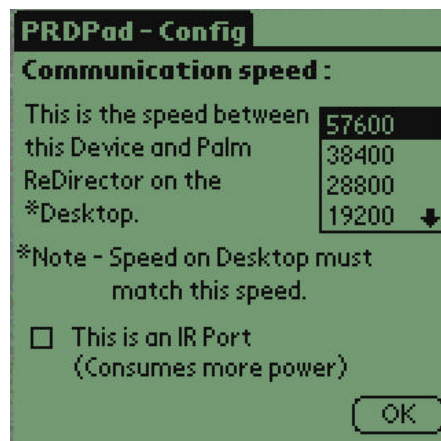 PRDPad - Config
Communication speed :
This is the speed between
this Device and Palm
ReDirector on the
*Desktop.
57600
38400
28800
19200
*Note - Speed on Desktop must
match this speed.
This is an IR Port
(Consumes more power)
OK